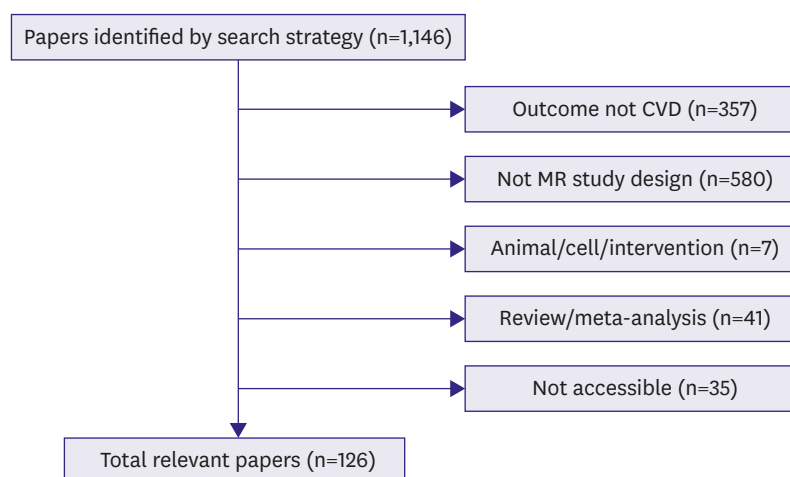 Papers identified by search strategy (n=1,146)
Outcome not CVD (n=357)
Not MR study design (n=580)
Animal/cell/intervention (n=7)
Review/meta-analysis (n=41)
Not accessible (n=35)
Total relevant papers (n=126)